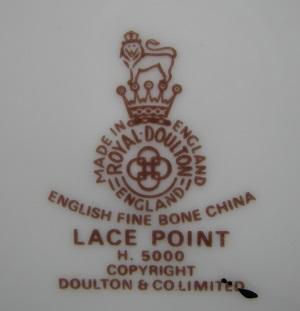 MADE IN ENGLAND
ROYAL·DOULTON
ENGLAND
ENGLISH FINE BONE CHINA
LACE POINT
H. 5000
COPYRIGHT
DOULTON & CO.LIMITED